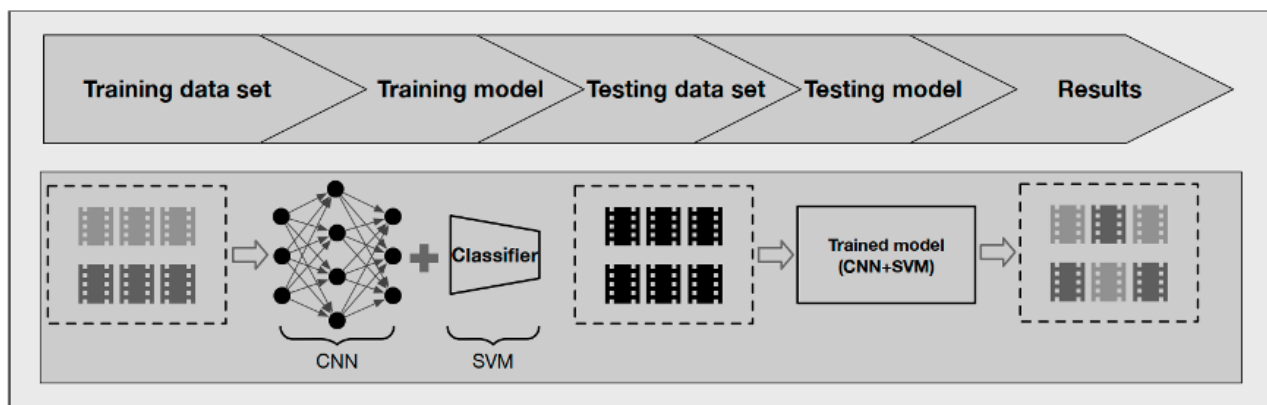 Training data set
Training model
Testing data set
Testing model
Results
Classifier
Trained model
(CNN+SVM)
CNN
SVM